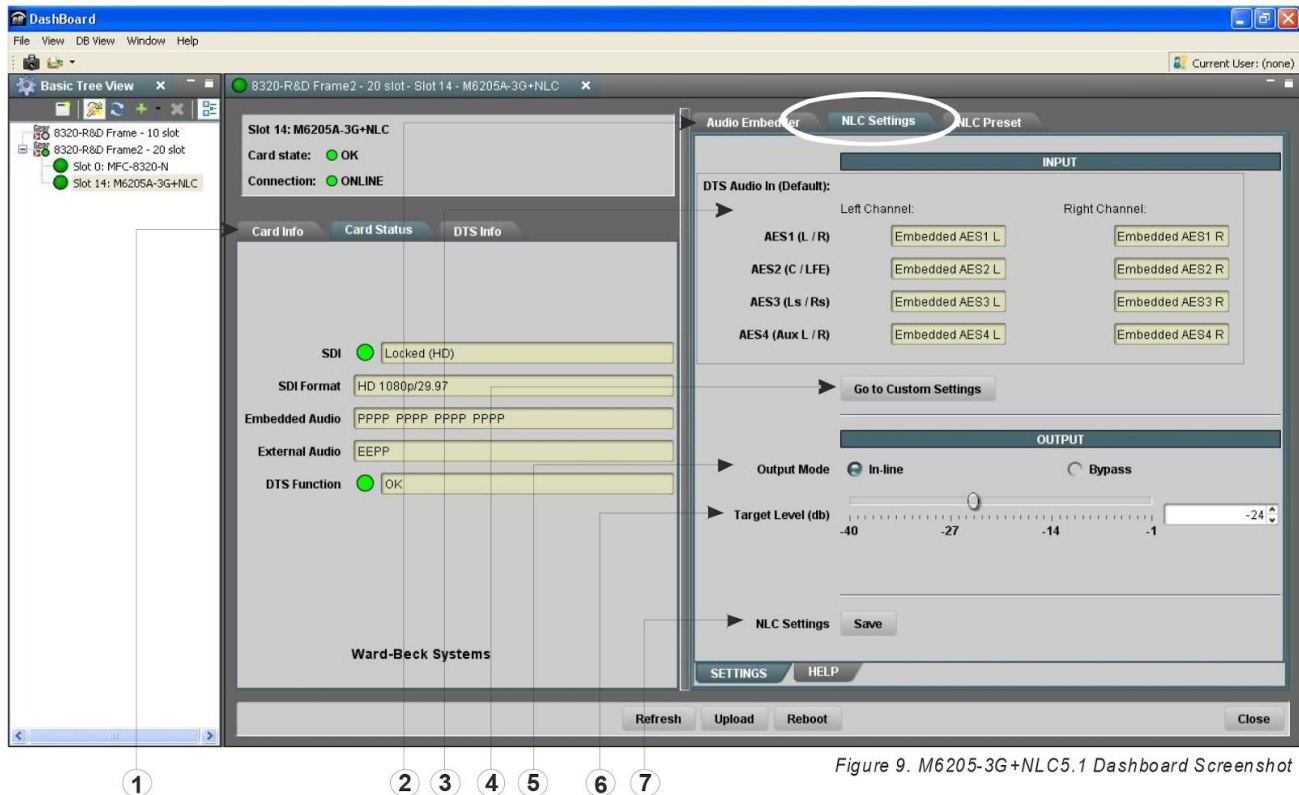 DashBoard
File View DB View Window Help
Current User: (none)
Basic Tree View
8320-R&D Frame2 - 20 slot - Slot 14 - M6205A-3G+NLC
8320-R&D Frame - 10 slot
8320-R&D Frame2 - 20 slot
Slot 0: MFC-8320-N
Slot 14: M6205A-3G+NLC
Slot 14: M6205A-3G+NLC
Card state: OK
Connection: ONLINE
Card Info Card Status DTS Info
SDI Locked (HD)
SDI Format HD 1080p/29.97
Embedded Audio PPPP PPPP PPPP PPPP
External Audio EEPP
DTS Function OK
Ward-Beck Systems
Audio Embedder NLC Settings NLC Preset
INPUT
DTS Audio In (Default):
Left Channel: Right Channel:
AES1 (L / R) Embedded AES1 L Embedded AES1 R
AES2 (C / LFE) Embedded AES2 L Embedded AES2 R
AES3 (Ls / Rs) Embedded AES3 L Embedded AES3 R
AES4 (Aux L / R) Embedded AES4 L Embedded AES4 R
Go to Custom Settings
OUTPUT
Output Mode In-line Bypass
Target Level (db) -24
-40 -27 -14 -1
NLC Settings Save
SETTINGS HELP
Refresh Upload Reboot Close
1 2 3 4 5 6 7
Figure 9. M6205-3G+NLC5.1 Dashboard Screenshot